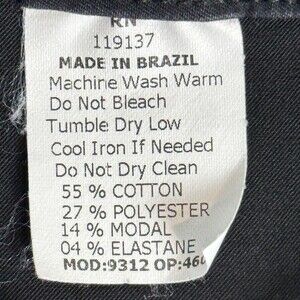 RN
119137
MADE IN BRAZIL
Machine Wash Warm
Do Not Bleach
Tumble Dry Low
Cool Iron If Needed
Do Not Dry Clean
55 % COTTON
27 % POLYESTER
14 % MODAL
04 % ELASTANE
MOD:9312